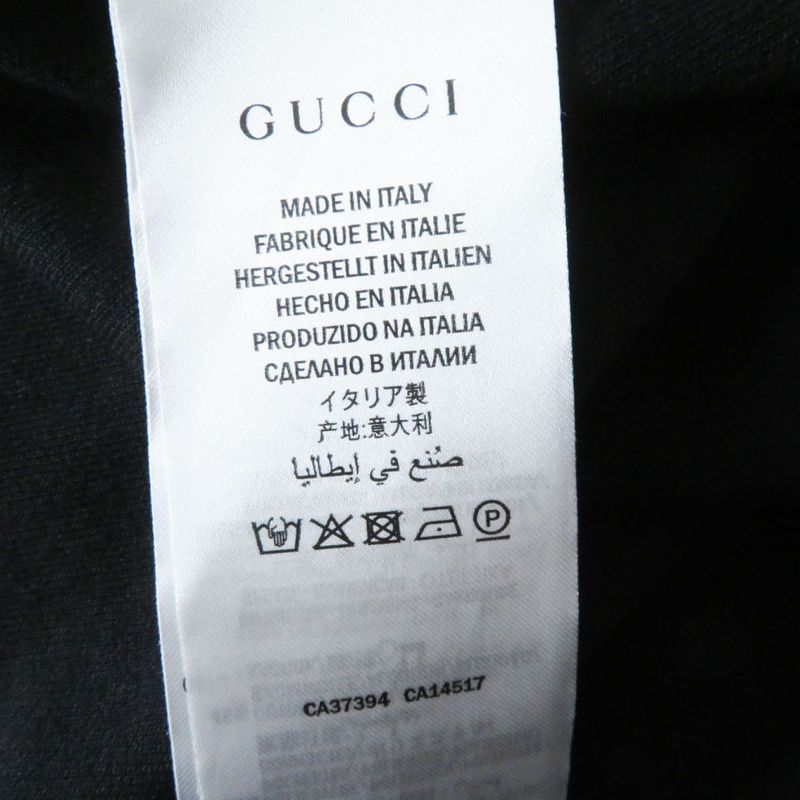 GUCCI
MADE IN ITALY
FABRIQUE EN ITALIE
HERGESTELLT IN ITALIEN
HECHO EN ITALIA
PRODUZIDO NA ITALIA
СДЕЛАНО В ИТАЛИИ
イタリア製
产地:意大利
صُنع في إيطاليا
P
CA37394 CA14517